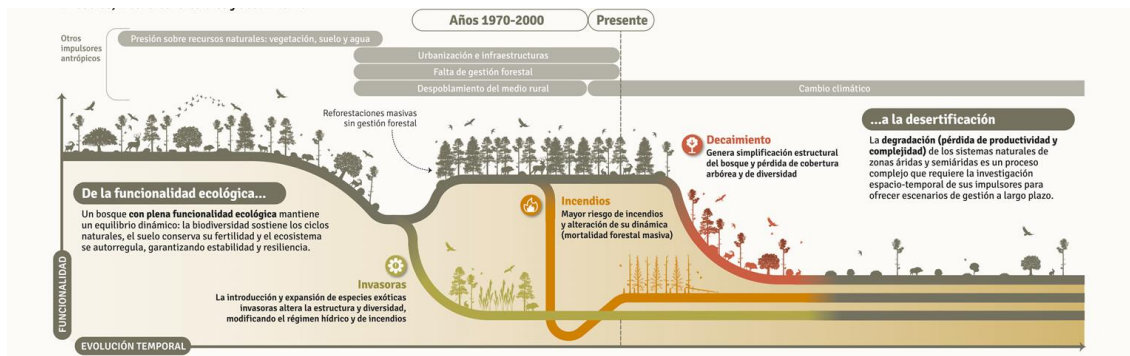 Años 1970-2000
Presente
Otros
impulsores
antrópicos
Presión sobre recursos naturales: vegetación, suelo y agua
Urbanización e infraestructuras
Falta de gestión forestal
Despoblamiento del medio rural
Cambio climático
Reforestaciones masivas
sin gestión forestal
...a la desertificación
La degradación (pérdida de productividad y
complejidad) de los sistemas naturales de
zonas áridas y semiáridas es un proceso
complejo que requiere la investigación
espacio-temporal de sus impulsores para
ofrecer escenarios de gestión a largo plazo.
Decaimiento
Genera simplificación estructural
del bosque y pérdida de cobertura
arbórea y de diversidad
De la funcionalidad ecológica...
Un bosque con plena funcionalidad ecológica mantiene
un equilibrio dinámico: la biodiversidad sostiene los ciclos
naturales, el suelo conserva su fertilidad y el ecosistema
se autorregula, garantizando estabilidad y resiliencia.
Incendios
Mayor riesgo de incendios
y alteración de su dinámica
(mortalidad forestal masiva)
Invasoras
La introducción y expansión de especies exóticas
invasoras altera la estructura y diversidad,
modificando el régimen hídrico y de incendios
FUNCIONALIDAD
EVOLUCIÓN TEMPORAL